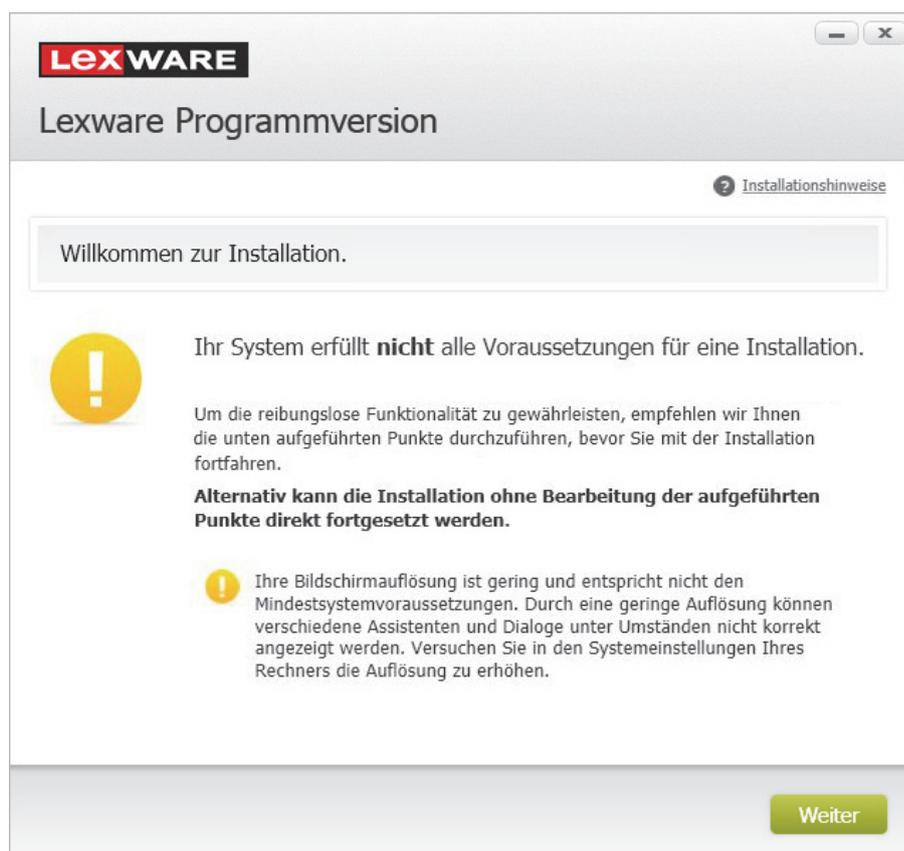 LexWARE
Lexware Programmversion
Installationshinweise
Willkommen zur Installation.
Ihr System erfüllt nicht alle Voraussetzungen für eine Installation.
Um die reibungslose Funktionalität zu gewährleisten, empfehlen wir Ihnen
die unten aufgeführten Punkte durchzuführen, bevor Sie mit der Installation
fortfahren.
Alternativ kann die Installation ohne Bearbeitung der aufgeführten
Punkte direkt fortgesetzt werden.
Ihre Bildschirmauflösung ist gering und entspricht nicht den
Mindestsystemvoraussetzungen. Durch eine geringe Auflösung können
verschiedene Assistenten und Dialoge unter Umständen nicht korrekt
angezeigt werden. Versuchen Sie in den Systemeinstellungen Ihres
Rechners die Auflösung zu erhöhen.
Weiter